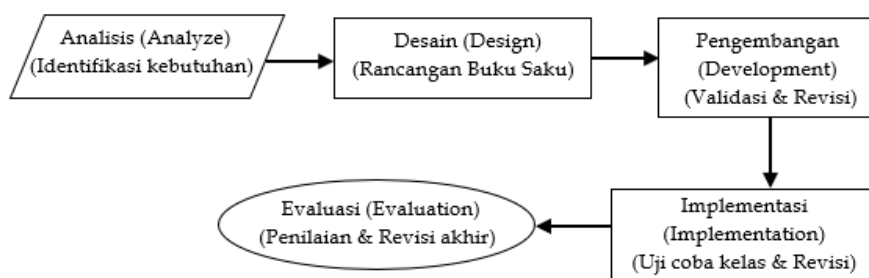 Analisis (Analyze)
(Identifikasi kebutuhan)
Desain (Design)
(Rancangan Buku Saku)
Pengembangan
(Development)
(Validasi & Revisi)
Implementasi
(Implementation)
(Uji coba kelas & Revisi)
Evaluasi (Evaluation)
(Penilaian & Revisi akhir)